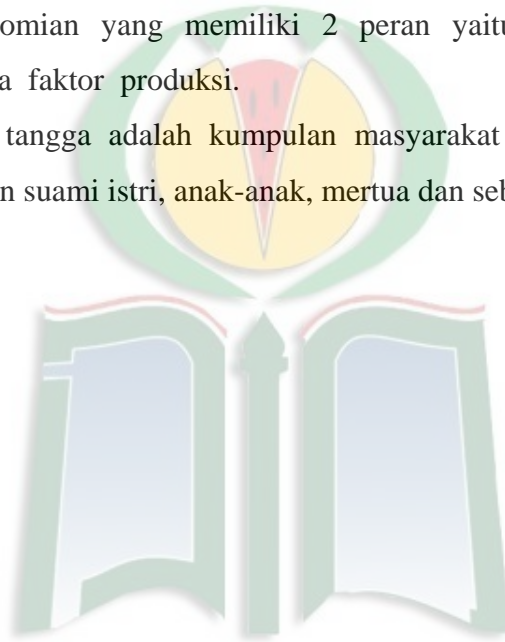 omian yang memiliki 2 peran yaitu
a faktor produksi.
tangga adalah kumpulan masyarakat
n suami istri, anak-anak, mertua dan seb